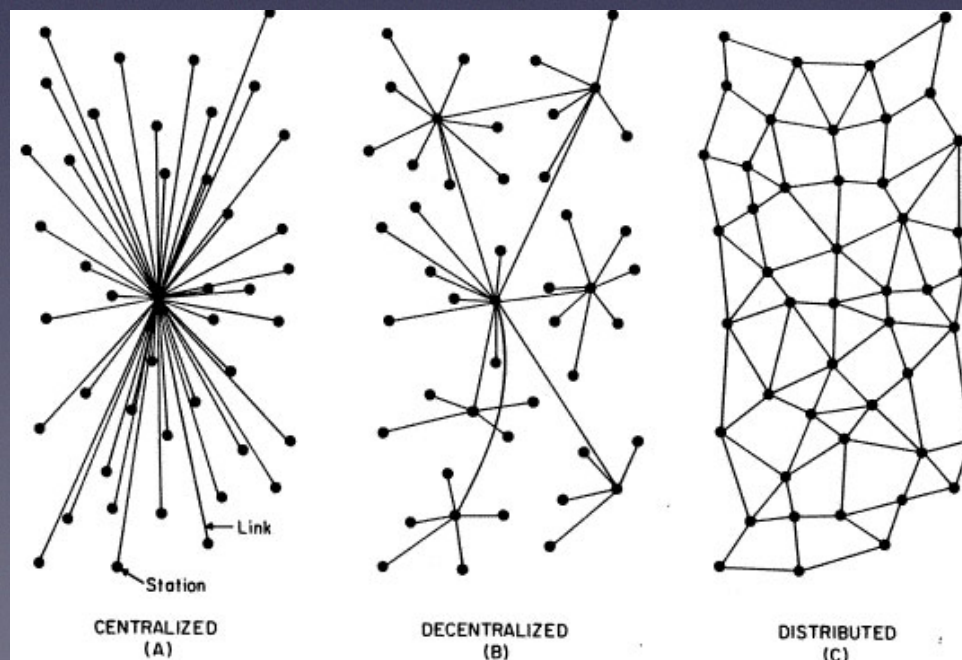 Link
Station
CENTRALIZED
(A)
DECENTRALIZED
(B)
DISTRIBUTED
(C)